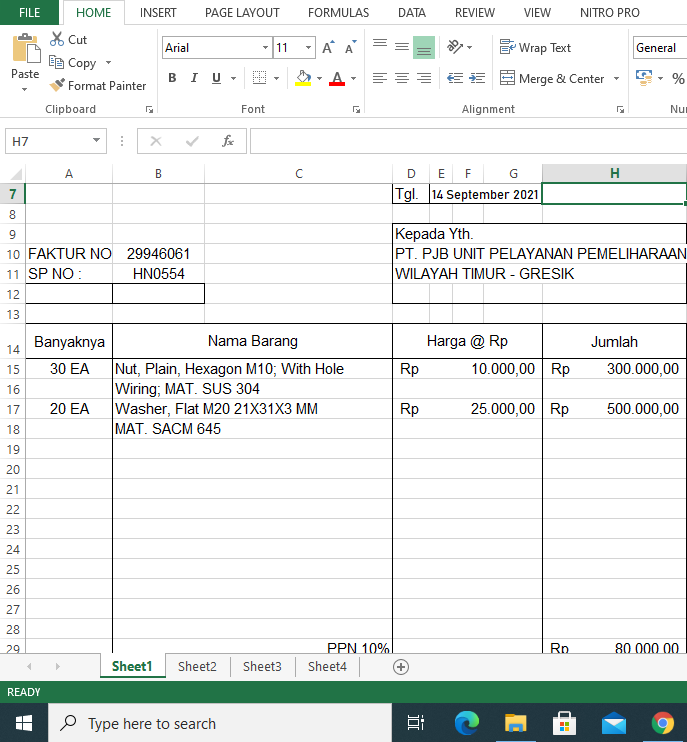 FILE HOME INSERT PAGE LAYOUT FORMULAS DATA REVIEW VIEW NITRO PRO
Paste
Cut
Copy
Format Painter
Clipboard
Arial 11
B I U
Font
Wrap Text
Merge & Center
Alignment
General
%
H7
fx
A B C D E F G H
7 Tgl. 14 September 2021
8
9 Kepada Yth.
10 FAKTUR NO 29946061 PT. PJB UNIT PELAYANAN PEMELIHARAAN
11 SP NO : HN0554 WILAYAH TIMUR - GRESIK
12
13
14 Banyaknya Nama Barang Harga @ Rp Jumlah
15 30 EA Nut, Plain, Hexagon M10; With Hole Rp 10.000,00 Rp 300.000,00
16 Wiring; MAT. SUS 304
17 20 EA Washer, Flat M20 21X31X3 MM Rp 25.000,00 Rp 500.000,00
18 MAT. SACM 645
19
20
21
22
23
24
25
26
27
28
29 PPN 10% Rp 80.000,00
Sheet1 Sheet2 Sheet3 Sheet4
READY
Type here to search